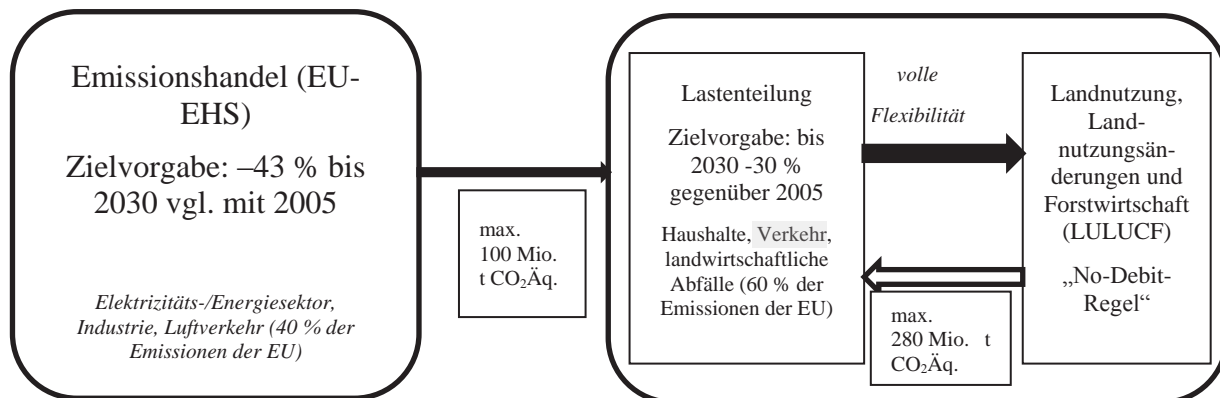 Emissionshandel (EU-
EHS)
Zielvorgabe: –43 % bis
2030 vgl. mit 2005
Elektrizitäts-/Energiesektor,
Industrie, Luftverkehr (40 % der
Emissionen der EU)
max.
100 Mio.
t CO₂Äq.
Lastenteilung
Zielvorgabe: bis
2030 -30 %
gegenüber 2005
Haushalte, Verkehr,
landwirtschaftliche
Abfälle (60 % der
Emissionen der EU)
volle
Flexibilität
max.
280 Mio. t
CO₂Äq.
Landnutzung,
Land-
nutzungsän-
derungen und
Forstwirtschaft
(LULUCF)
„No-Debit-
Regel“